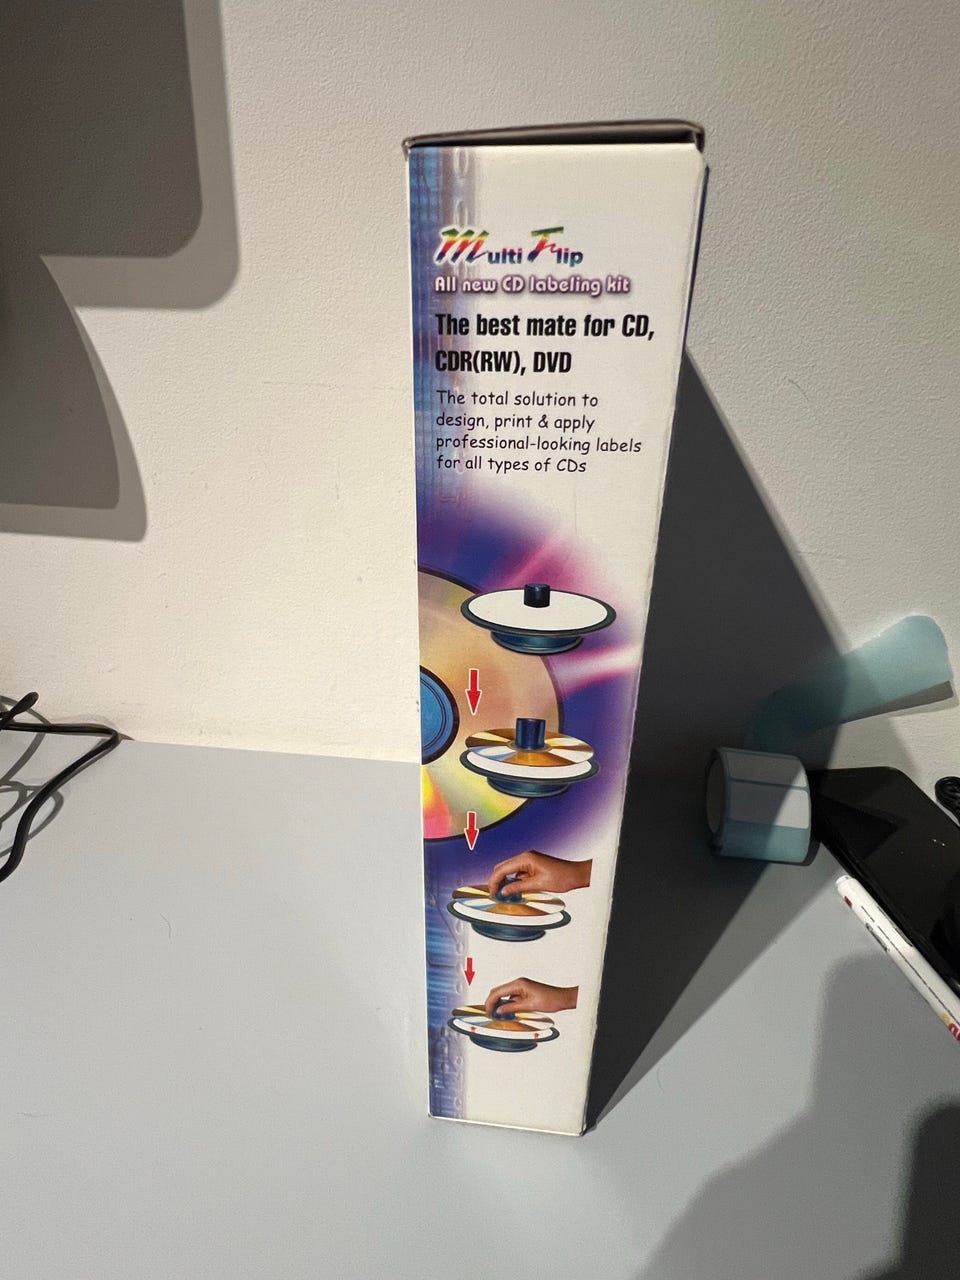 Multi Flip
All new CD labeling kit
The best mate for CD,
CDR(RW), DVD
The total solution to
design, print & apply
professional-looking labels
for all types of CDs